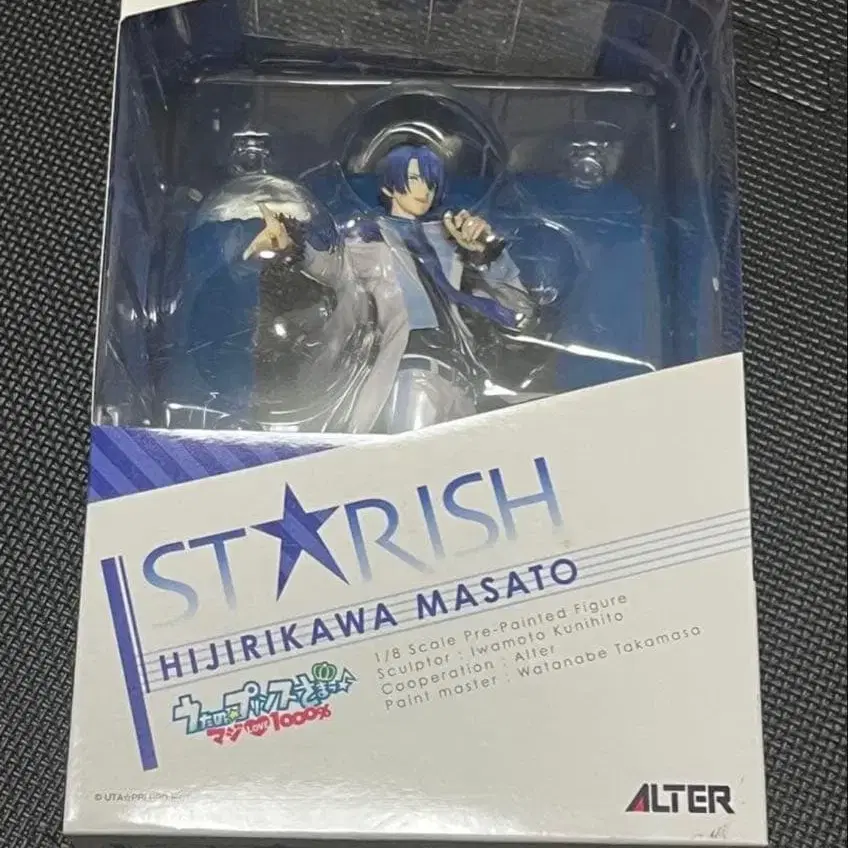 ST★RISH
HIJIRIKAWA MASATO
1/8 Scale Pre-Painted Figure
Sculptor : Iwamoto Kunihito
Cooperation : Alter
Paint master : Watanabe Takamasa
うたの☆プリンスさまっ♪
マジLOVE1000%
© UTA☆PRI
ALTER